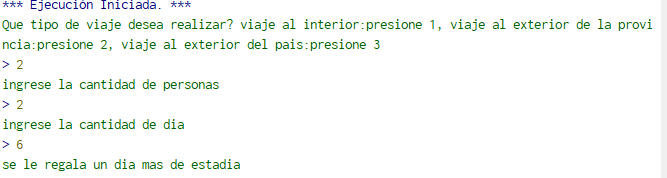 *** Ejecución Iniciada. ***
Que tipo de viaje desea realizar? viaje al interior:presione 1, viaje al exterior de la provi
ncia:presione 2, viaje al exterior del pais:presione 3
> 2
ingrese la cantidad de personas
> 2
ingrese la cantidad de dia
> 6
se le regala un dia mas de estadia